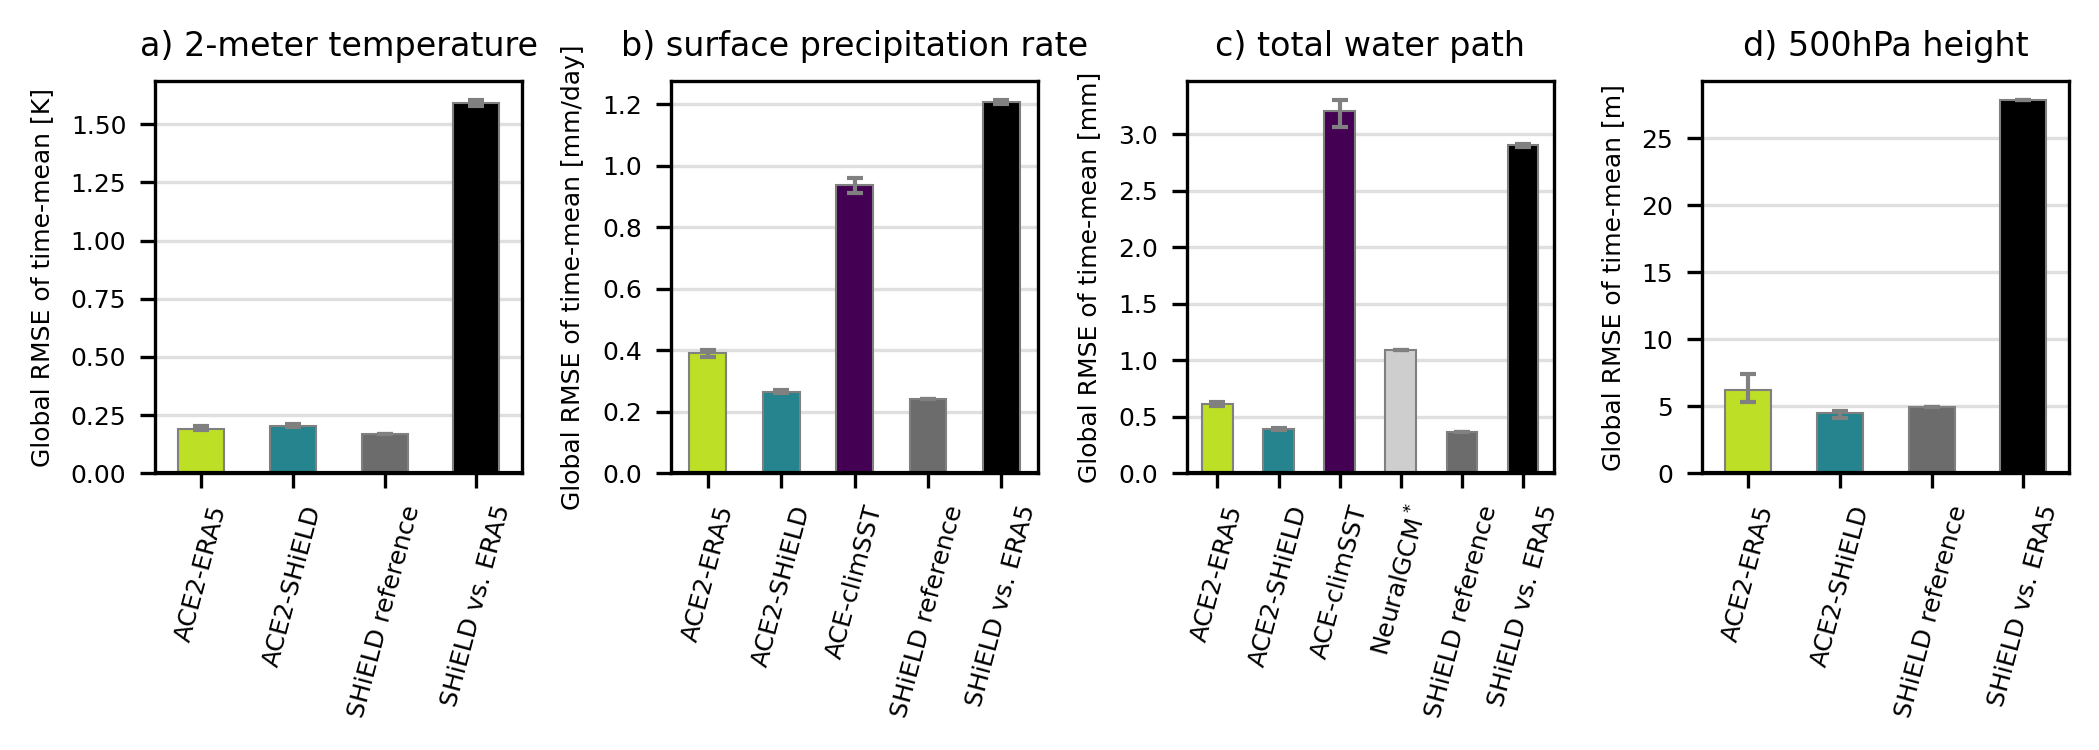 a) 2-meter temperature
Global RMSE of time-mean [K]
1.50
1.25
1.00
0.75
0.50
0.25
0.00
ACE2-ERA5
ACE2-SHiELD
SHiELD reference
SHiELD vs. ERA5
b) surface precipitation rate
Global RMSE of time-mean [mm/day]
1.2
1.0
0.8
0.6
0.4
0.2
0.0
ACE2-ERA5
ACE2-SHiELD
ACE-climSST
SHiELD reference
SHiELD vs. ERA5
c) total water path
Global RMSE of time-mean [mm]
3.0
2.5
2.0
1.5
1.0
0.5
0.0
ACE2-ERA5
ACE2-SHiELD
ACE-climSST
NeuralGCM*
SHiELD reference
SHiELD vs. ERA5
d) 500hPa height
Global RMSE of time-mean [m]
25
20
15
10
5
0
ACE2-ERA5
ACE2-SHiELD
SHiELD reference
SHiELD vs. ERA5